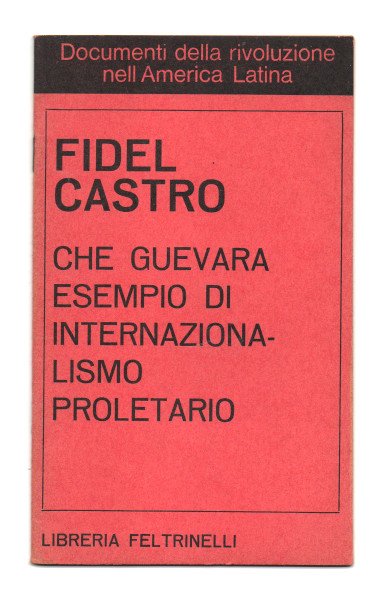 Documenti della rivoluzione
nell'America Latina
FIDEL
CASTRO
CHE GUEVARA
ESEMPIO DI
INTERNAZIONA-
LISMO
PROLETARIO
LIBRERIA FELTRINELLI